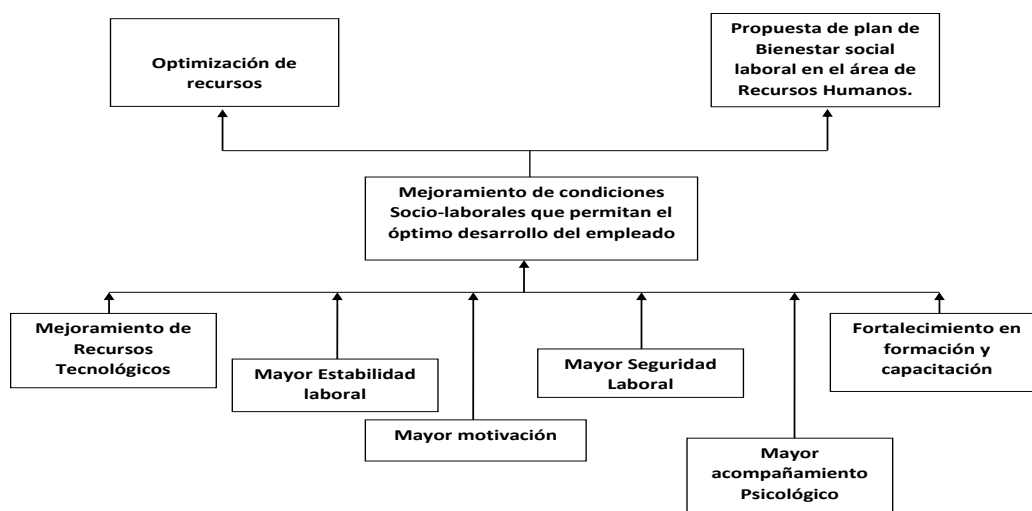 Optimización de
recursos
Propuesta de plan de
Bienestar social
laboral en el área de
Recursos Humanos.
Mejoramiento de condiciones
Socio-laborales que permitan el
óptimo desarrollo del empleado
Mejoramiento de
Recursos
Tecnológicos
Mayor Estabilidad
laboral
Mayor motivación
Mayor Seguridad
Laboral
Mayor
acompañamiento
Psicológico
Fortalecimiento en
formación y
capacitación